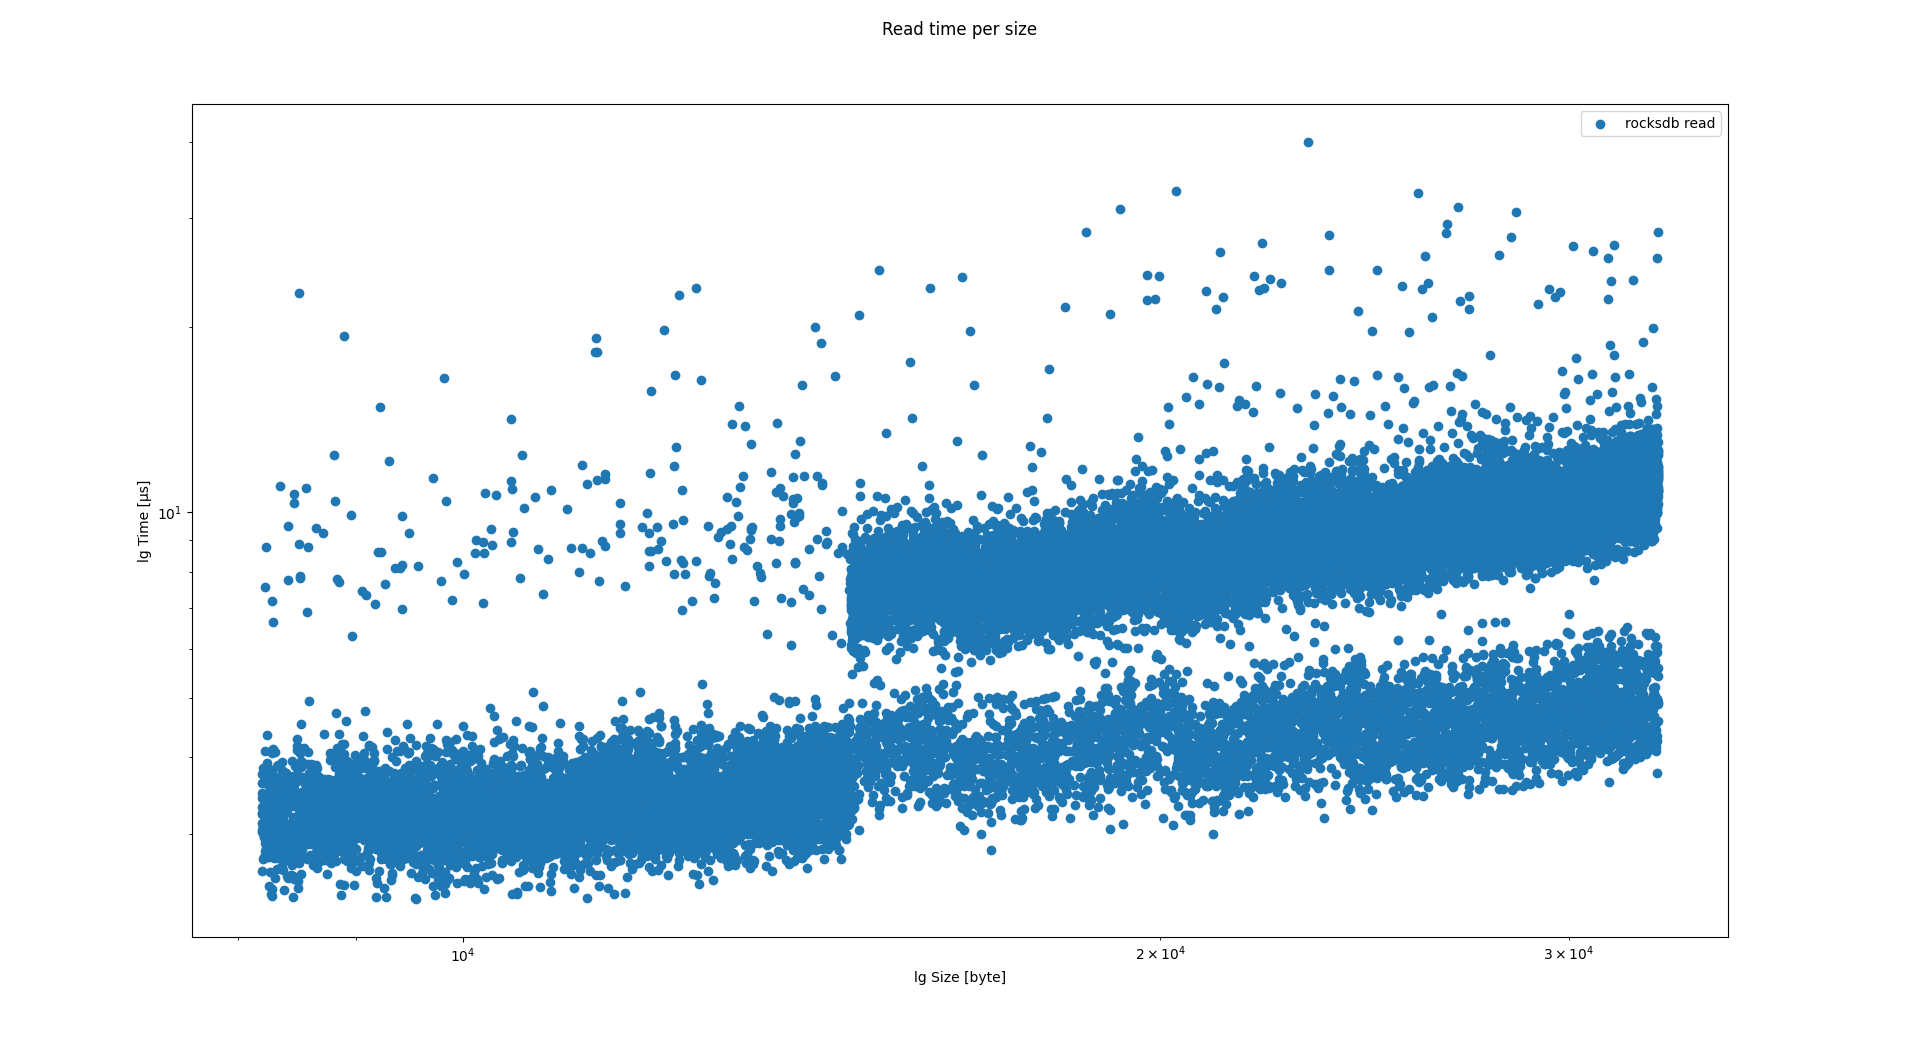 Read time per size
rocksdb read
lg Time [µs]
10¹
10⁴
2 × 10⁴
3 × 10⁴
lg Size [byte]